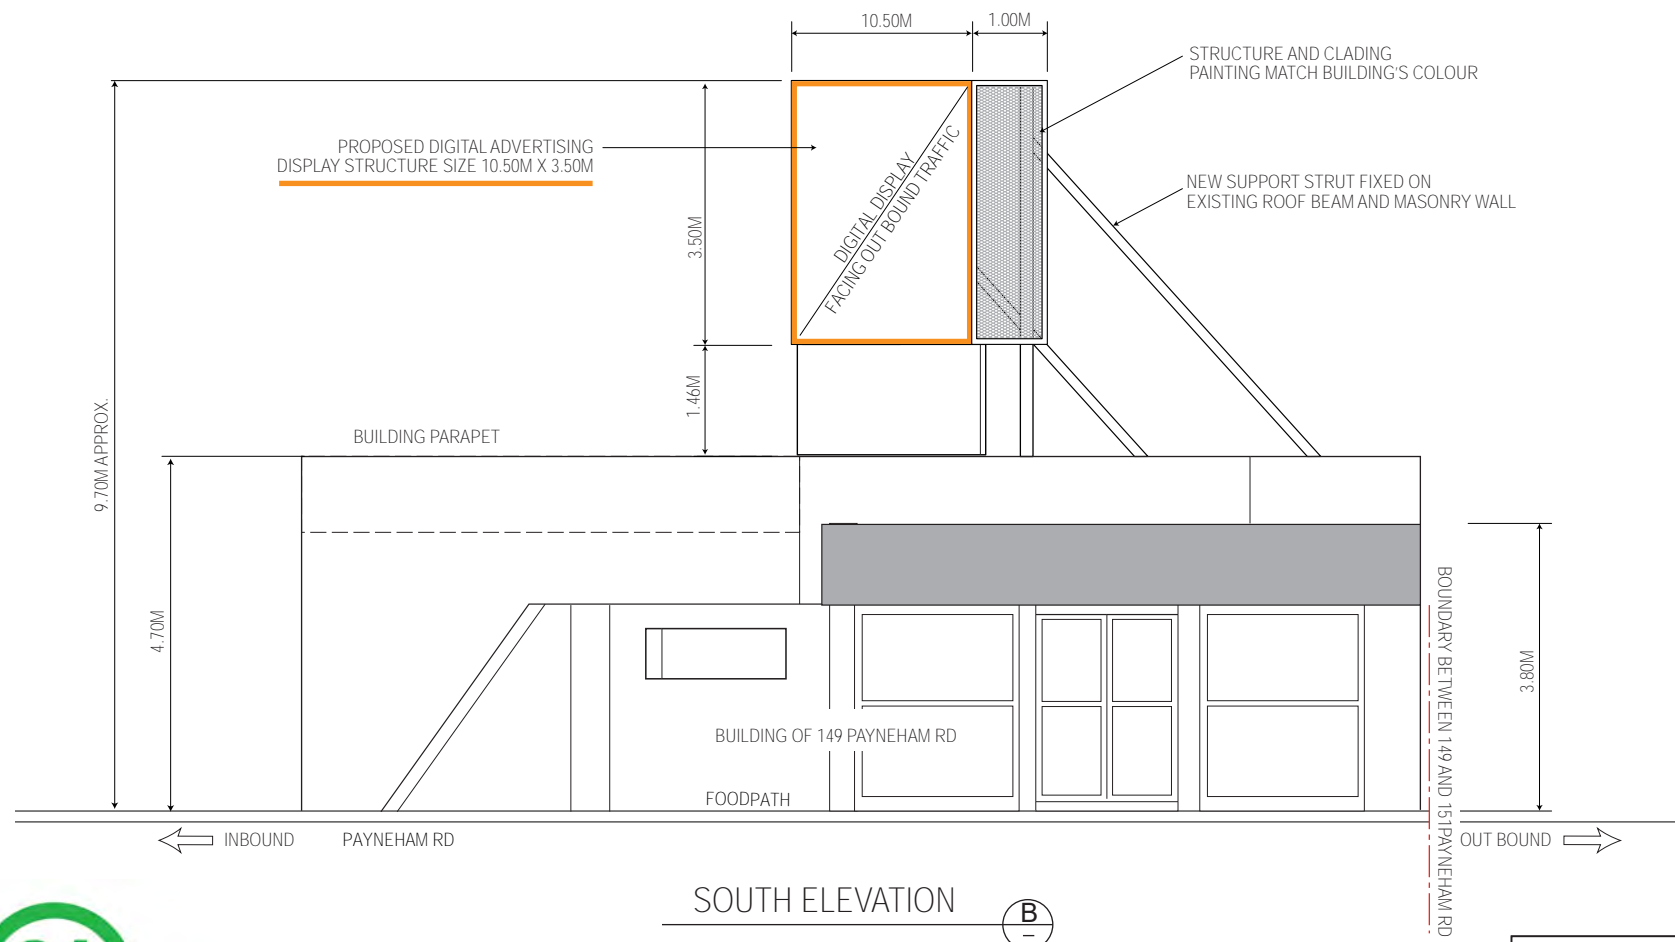 10.50M
1.00M
STRUCTURE AND CLADING
PAINTING MATCH BUILDING'S COLOUR
PROPOSED DIGITAL ADVERTISING
DISPLAY STRUCTURE SIZE 10.50M X 3.50M
DIGITAL DISPLAY
FACING OUT BOUND TRAFFIC
NEW SUPPORT STRUT FIXED ON
EXISTING ROOF BEAM AND MASONRY WALL
3.50M
1.46M
9.70M APPROX.
BUILDING PARAPET
4.70M
3.80M
BOUNDARY BETWEEN 149 AND 151PAYNEHAM RD
BUILDING OF 149 PAYNEHAM RD
FOODPATH
INBOUND
PAYNEHAM RD
OUT BOUND
SOUTH ELEVATION
B
–